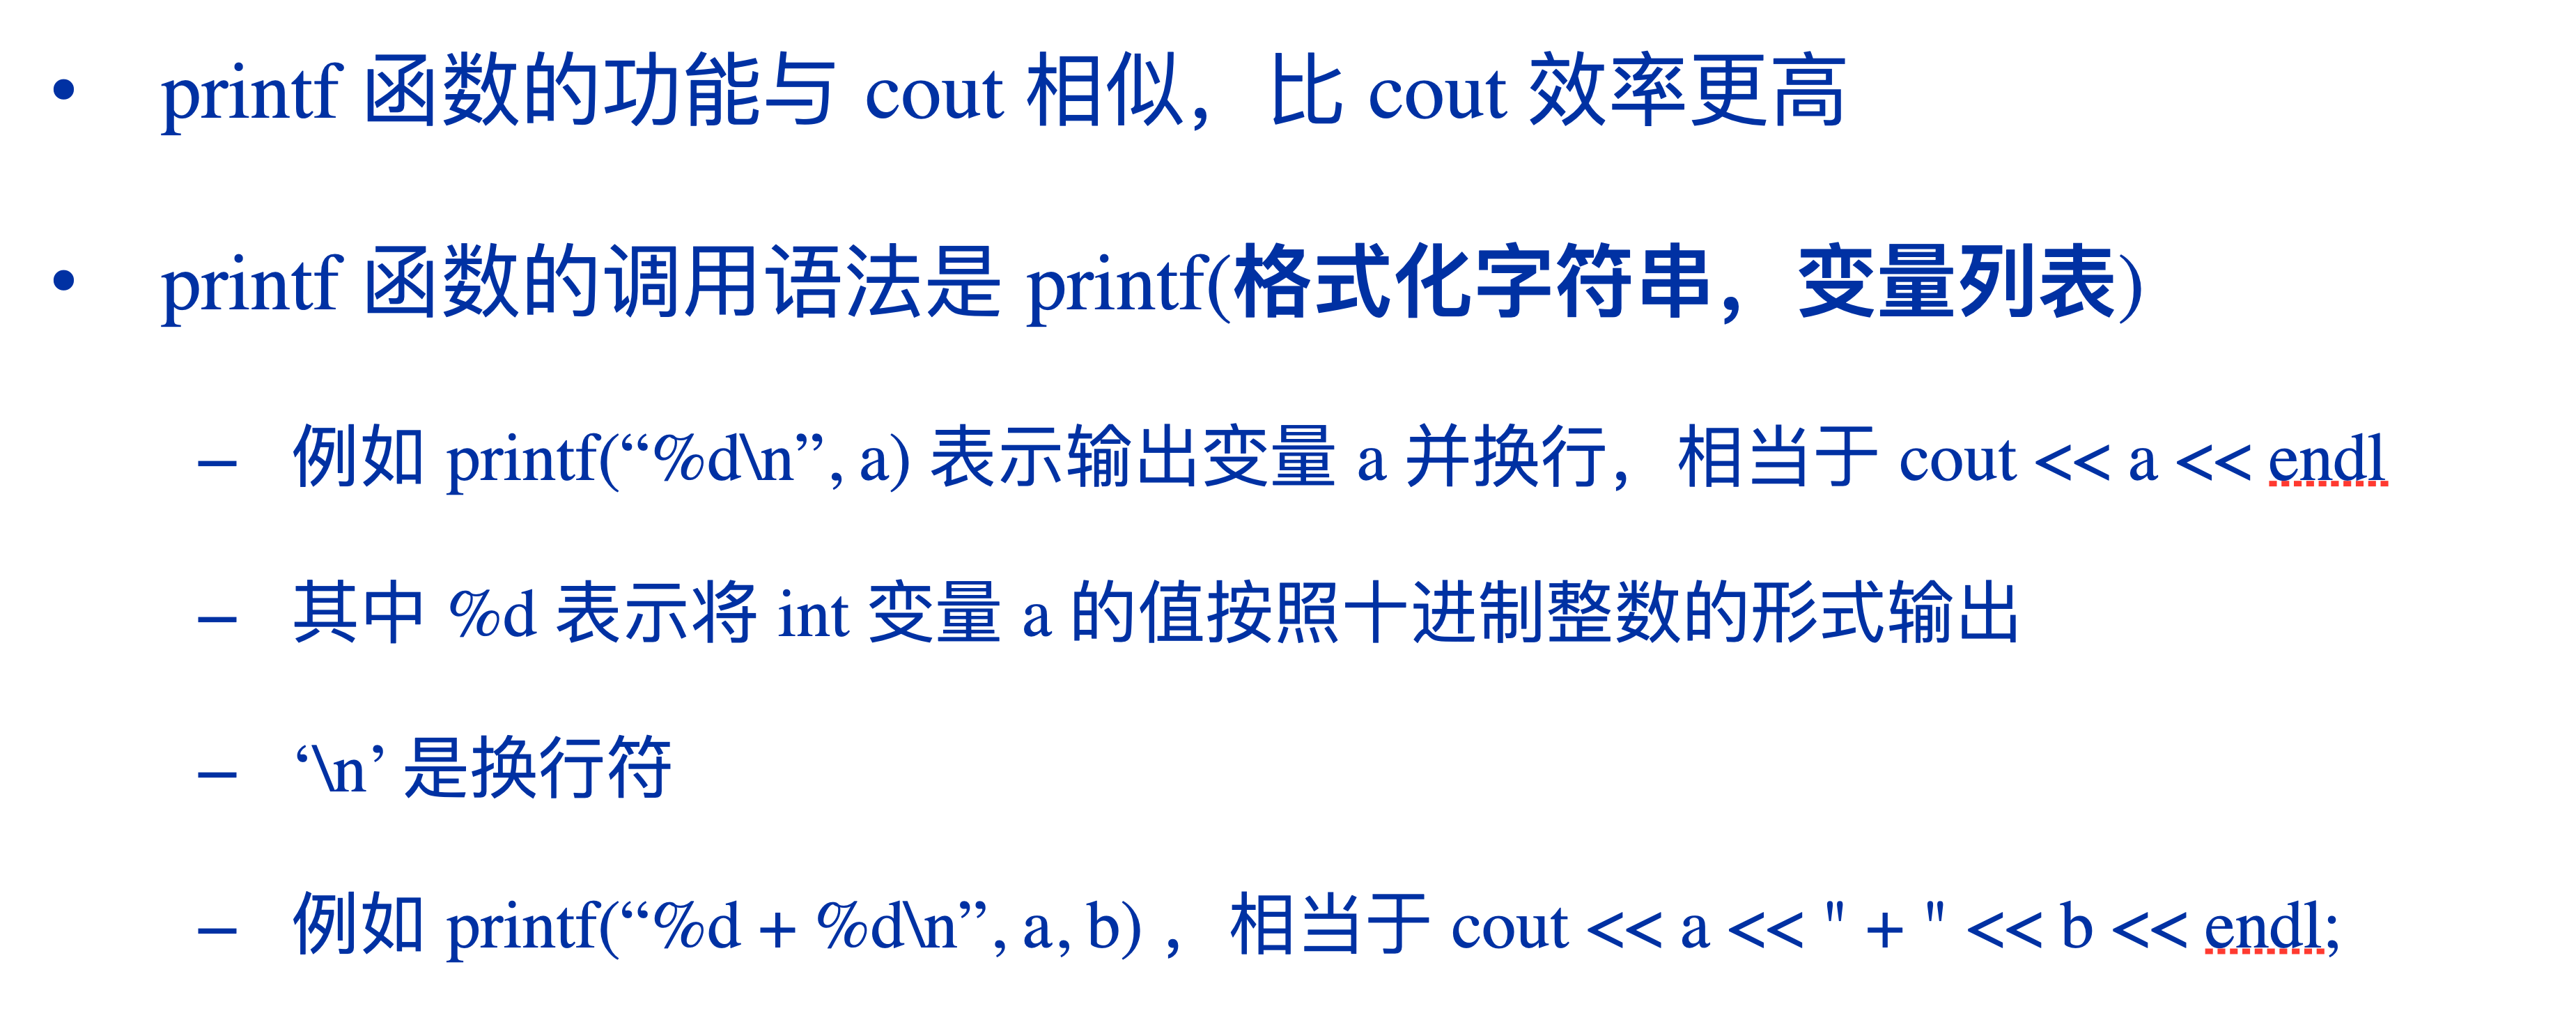 • printf 函数的功能与 cout 相似，比 cout 效率更高
• printf 函数的调用语法是 printf(格式化字符串，变量列表)
– 例如 printf(“%d\n”, a) 表示输出变量 a 并换行，相当于 cout << a << endl
– 其中 %d 表示将 int 变量 a 的值按照十进制整数的形式输出
– ‘\n’ 是换行符
– 例如 printf(“%d + %d\n”, a, b) ，相当于 cout << a << " + " << b << endl;